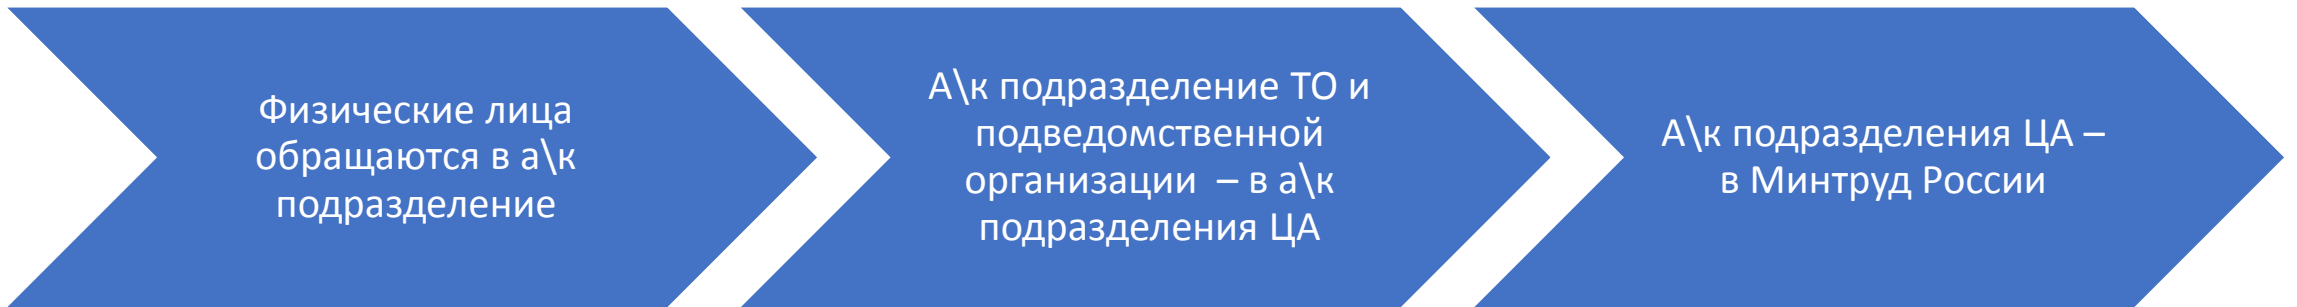 Физические лица
обращаются в а\к
подразделение
А\к подразделение ТО и
подведомственной
организации – в а\к
подразделения ЦА
А\к подразделения ЦА –
в Минтруд России